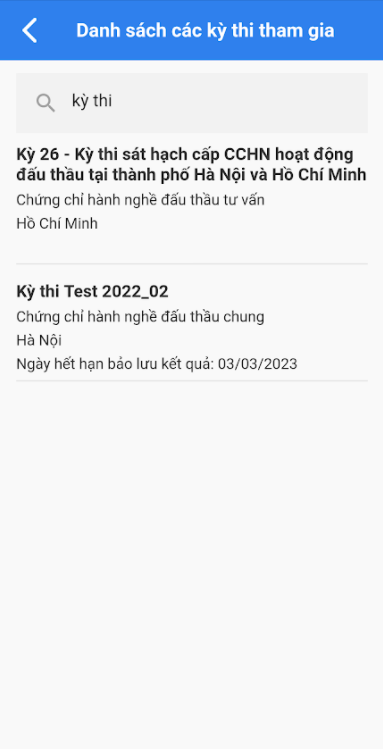 Danh sách các kỳ thi tham gia
kỳ thi
Kỳ 26 - Kỳ thi sát hạch cấp CCHN hoạt động
đấu thầu tại thành phố Hà Nội và Hồ Chí Minh
Chứng chỉ hành nghề đấu thầu tư vấn
Hồ Chí Minh
Kỳ thi Test 2022_02
Chứng chỉ hành nghề đấu thầu chung
Hà Nội
Ngày hết hạn bảo lưu kết quả: 03/03/2023